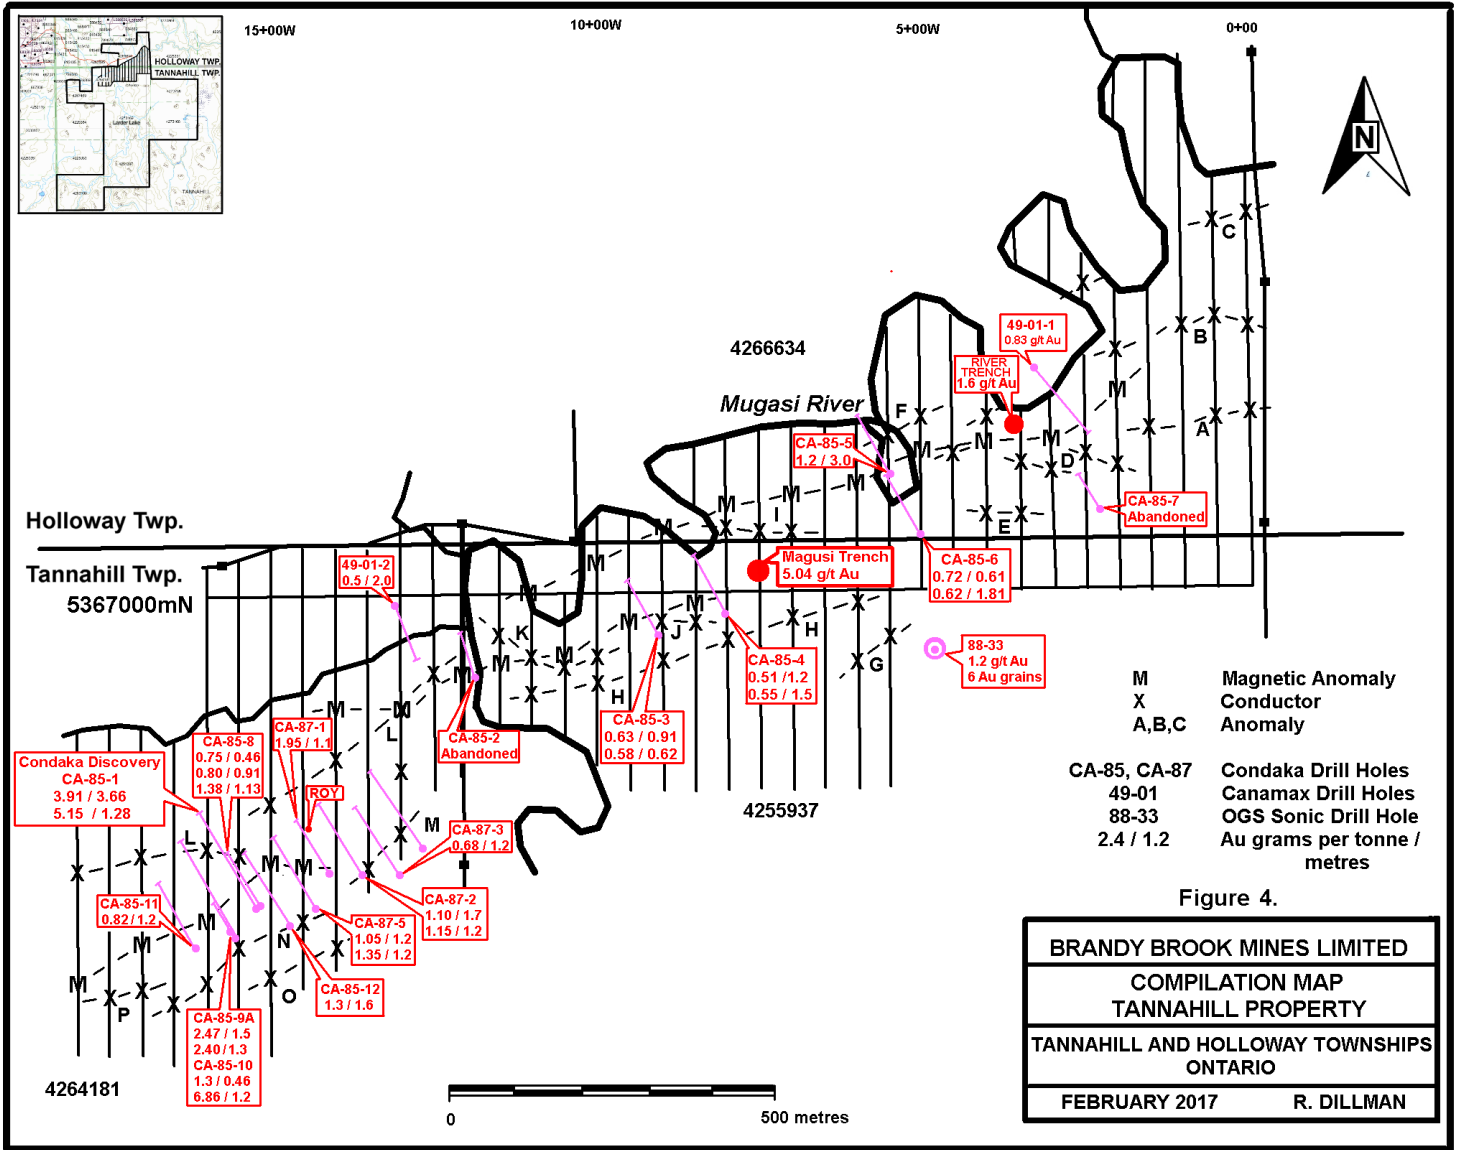 15+00W
10+00W
5+00W
0+00
HOLLOWAY TWP.
TANNAHILL TWP.
Larder Lake
TANNAHILL
N
C
49-01-1
0.83 g/t Au
B
4266634
RIVER
TRENCH
1.6 g/t Au
M
Mugasi River
F
A
CA-85-5
1.2 / 3.0
M
M
M
D
M
M
M
CA-85-7
Abandoned
I
E
M
Holloway Twp.
Tannahill Twp.
5367000mN
49-01-2
0.5 / 2.0
Magusi Trench
5.04 g/t Au
CA-85-6
0.72 / 0.61
0.62 / 1.81
M
M
M
M
K
J
H
CA-85-4
0.51 /1.2
0.55 / 1.5
G
88-33
1.2 g/t Au
6 Au grains
M
M
M
H
M
M
L
CA-85-3
0.63 / 0.91
0.58 / 0.62
CA-85-2
Abandoned
CA-87-1
1.95 / 1.1
CA-85-8
0.75 / 0.46
0.80 / 0.91
1.38 / 1.13
Condaka Discovery
CA-85-1
3.91 / 3.66
5.15 / 1.28
ROY
4255937
M
L
CA-87-3
0.68 / 1.2
M
M
CA-85-11
0.82 / 1.2
M
M
N
CA-87-2
1.10 / 1.7
1.15 / 1.2
CA-87-5
1.05 / 1.2
1.35 / 1.2
M
P
O
CA-85-12
1.3 / 1.6
CA-85-9A
2.47 / 1.5
2.40 / 1.3
CA-85-10
1.3 / 0.46
6.86 / 1.2
4264181
0
500 metres
M Magnetic Anomaly
X Conductor
A,B,C Anomaly
CA-85, CA-87 Condaka Drill Holes
49-01 Canamax Drill Holes
88-33 OGS Sonic Drill Hole
2.4 / 1.2 Au grams per tonne /
metres
Figure 4.
BRANDY BROOK MINES LIMITED
COMPILATION MAP
TANNAHILL PROPERTY
TANNAHILL AND HOLLOWAY TOWNSHIPS
ONTARIO
FEBRUARY 2017 R. DILLMAN